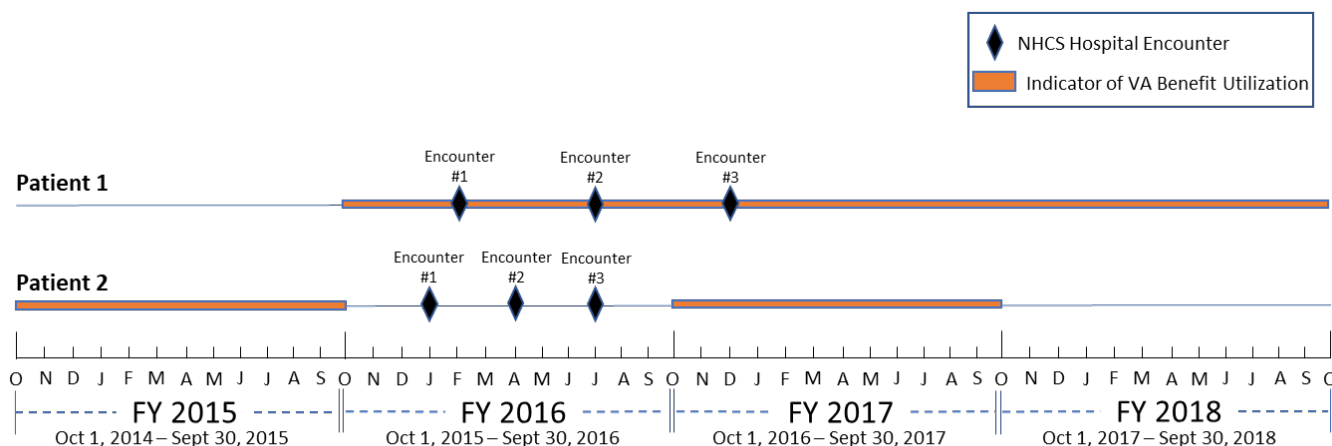 NHCS Hospital Encounter
Indicator of VA Benefit Utilization
Encounter #1
Encounter #2
Encounter #3
Patient 1
Encounter #1
Encounter #2
Encounter #3
Patient 2
O N D J F M A M J J A S O N D J F M A M J J A S O N D J F M A M J J A S O N D J F M A M J J A S O
FY 2015 FY 2016 FY 2017 FY 2018
Oct 1, 2014 – Sept 30, 2015 Oct 1, 2015 – Sept 30, 2016 Oct 1, 2016 – Sept 30, 2017 Oct 1, 2017 – Sept 30, 2018